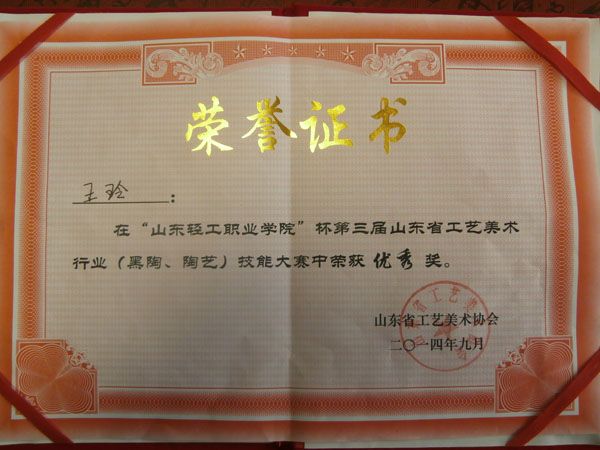 荣誉证书
王玲：
在“山东轻工职业学院”杯第三届山东省工艺美术
行业（黑陶、陶艺）技能大赛中荣获优秀奖。
山东省工艺美术协会
二〇一四年九月